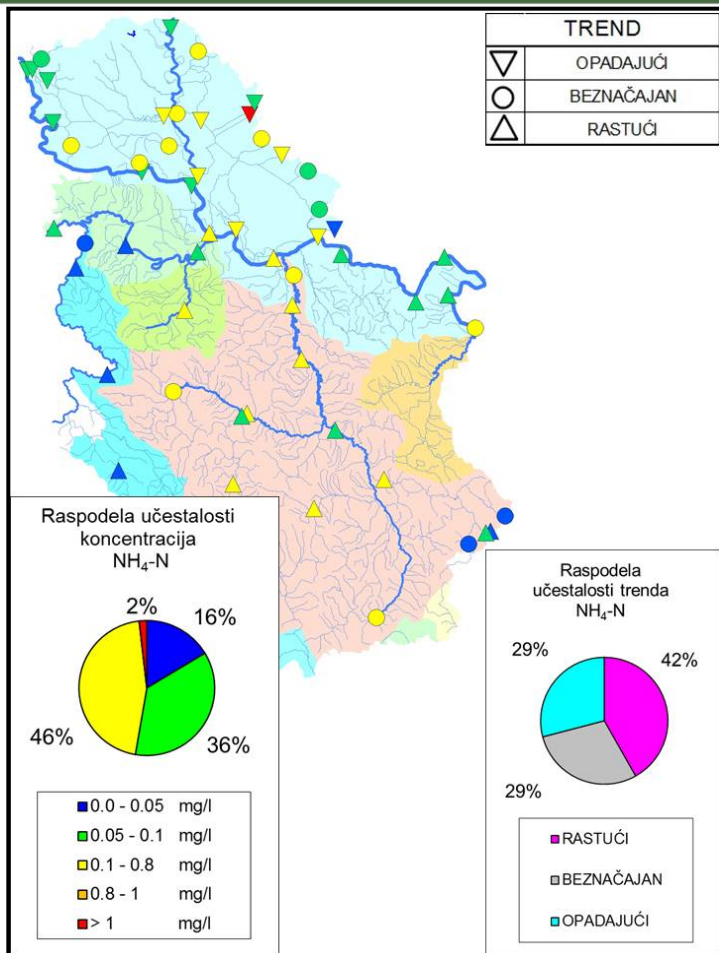 TREND
OPADAJUĆI
BEZNAČAJAN
RASTUĆI
Raspodela učestalosti
koncentracija
NH₄-N
2%
16%
46%
36%
0.0 - 0.05 mg/l
0.05 - 0.1 mg/l
0.1 - 0.8 mg/l
0.8 - 1 mg/l
> 1 mg/l
Raspodela
učestalosti trenda
NH₄-N
29%
42%
29%
RASTUĆI
BEZNAČAJAN
OPADAJUĆI